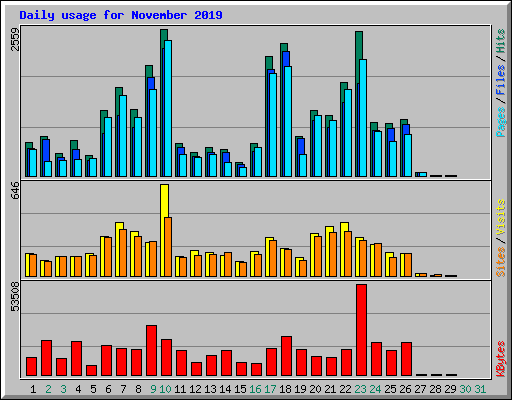 Daily usage for November 2019
2559
Pages / Files / Hits
646
Sites / Visits
53508
KBytes
1 2 3 4 5 6 7 8 9 10 11 12 13 14 15 16 17 18 19 20 21 22 23 24 25 26 27 28 29 30 31